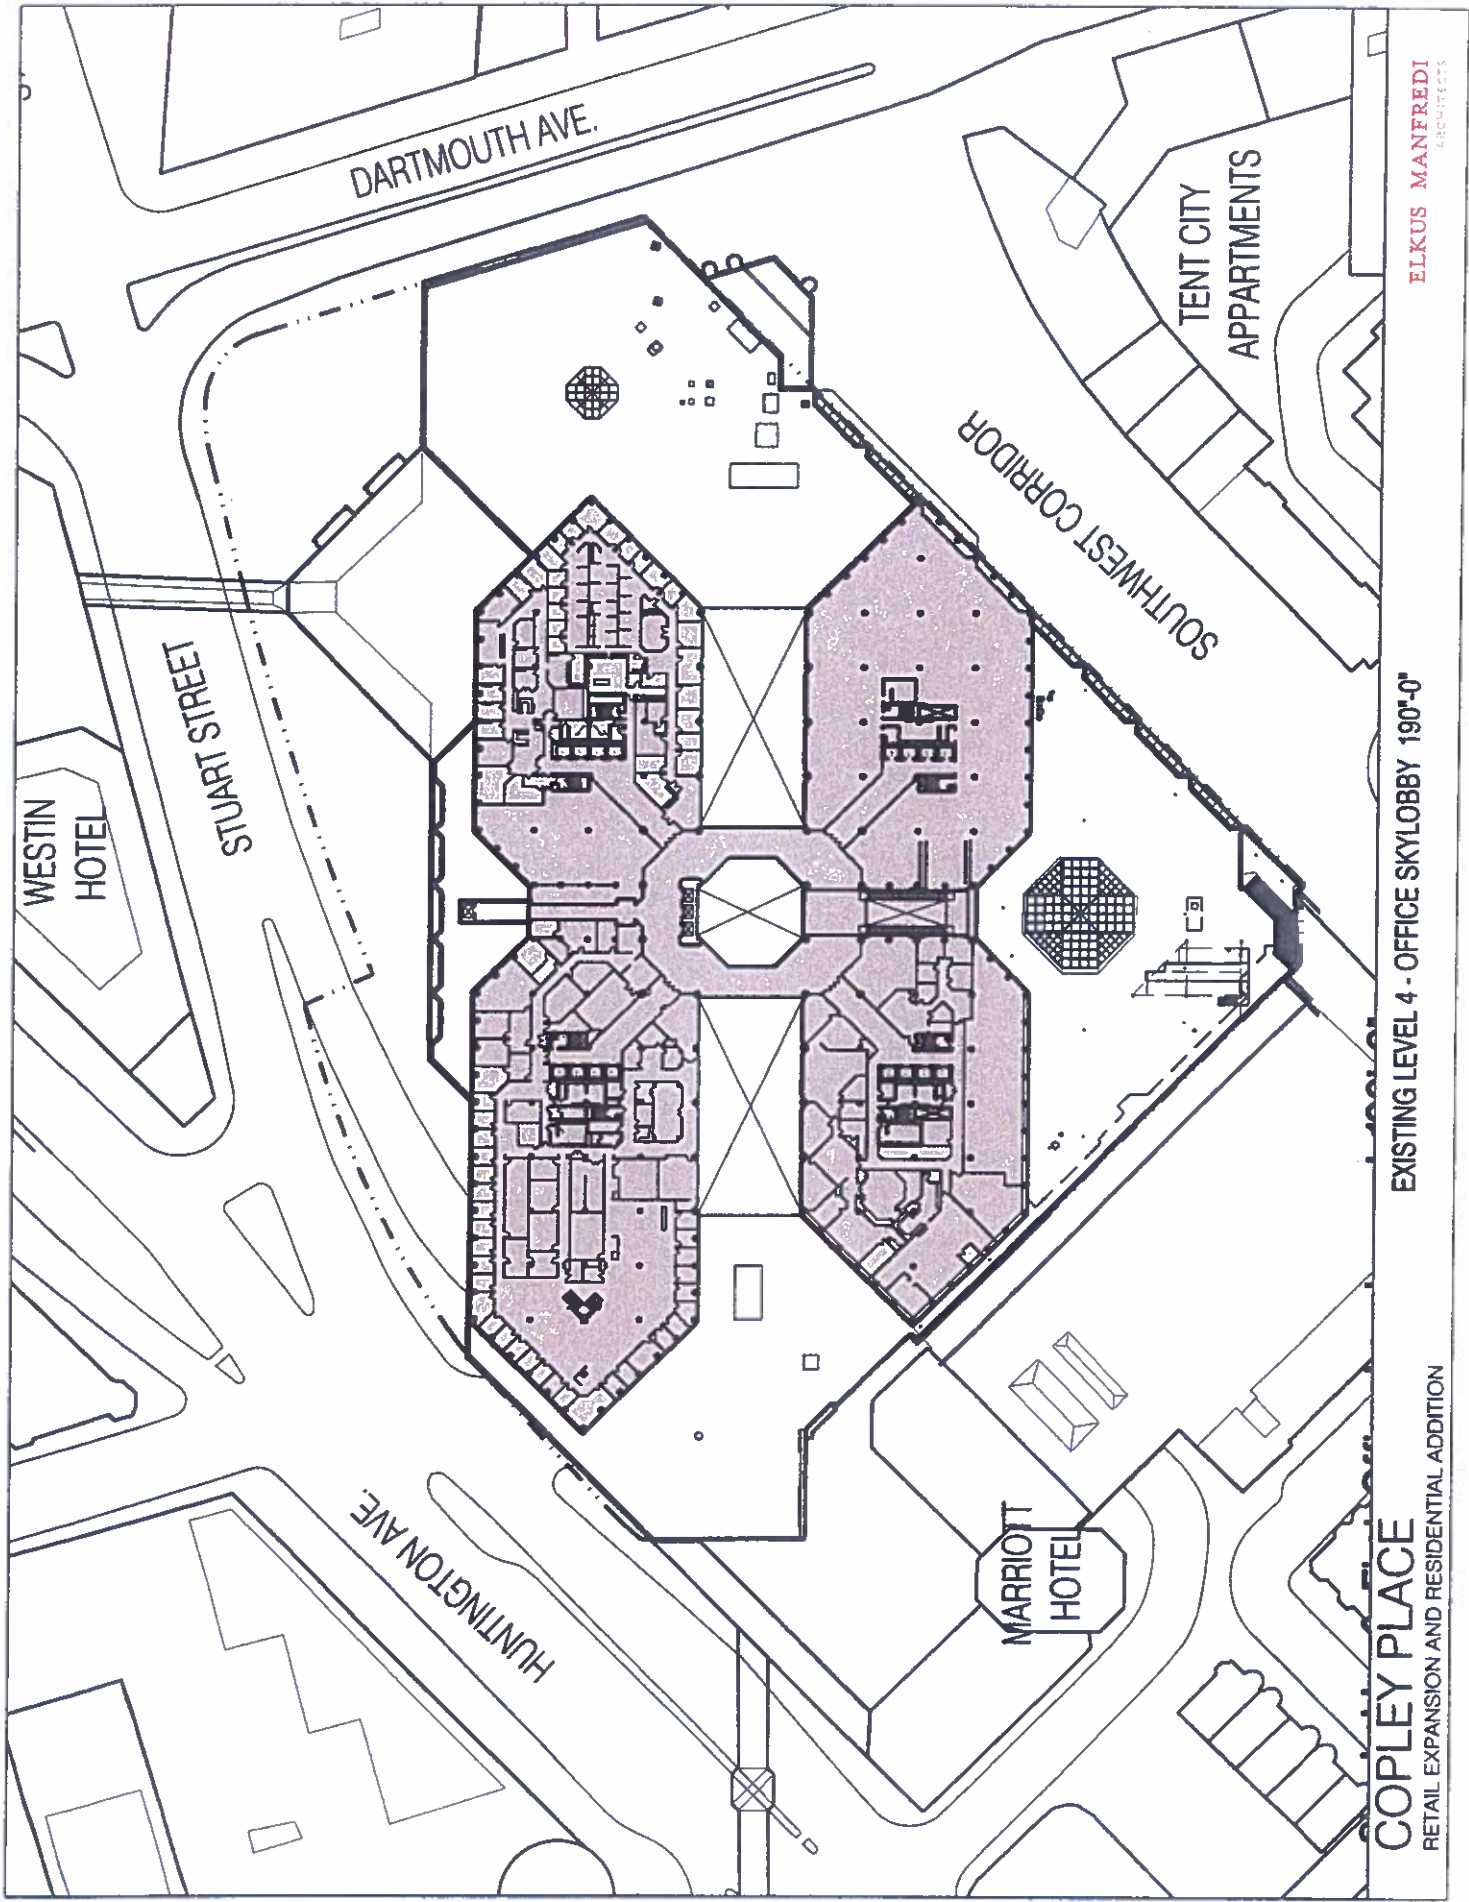 WESTIN
HOTEL
STUART STREET
DARTMOUTH AVE.
HUNTINGTON AVE.
SOUTHWEST CORRIDOR
TENT CITY
APPARTMENTS
MARRIOTT
HOTEL
COPLEY PLACE
RETAIL EXPANSION AND RESIDENTIAL ADDITION
EXISTING LEVEL 4 - OFFICE SKYLOBBY 190"-0"
ELKUS MANFREDI
ARCHITECTS